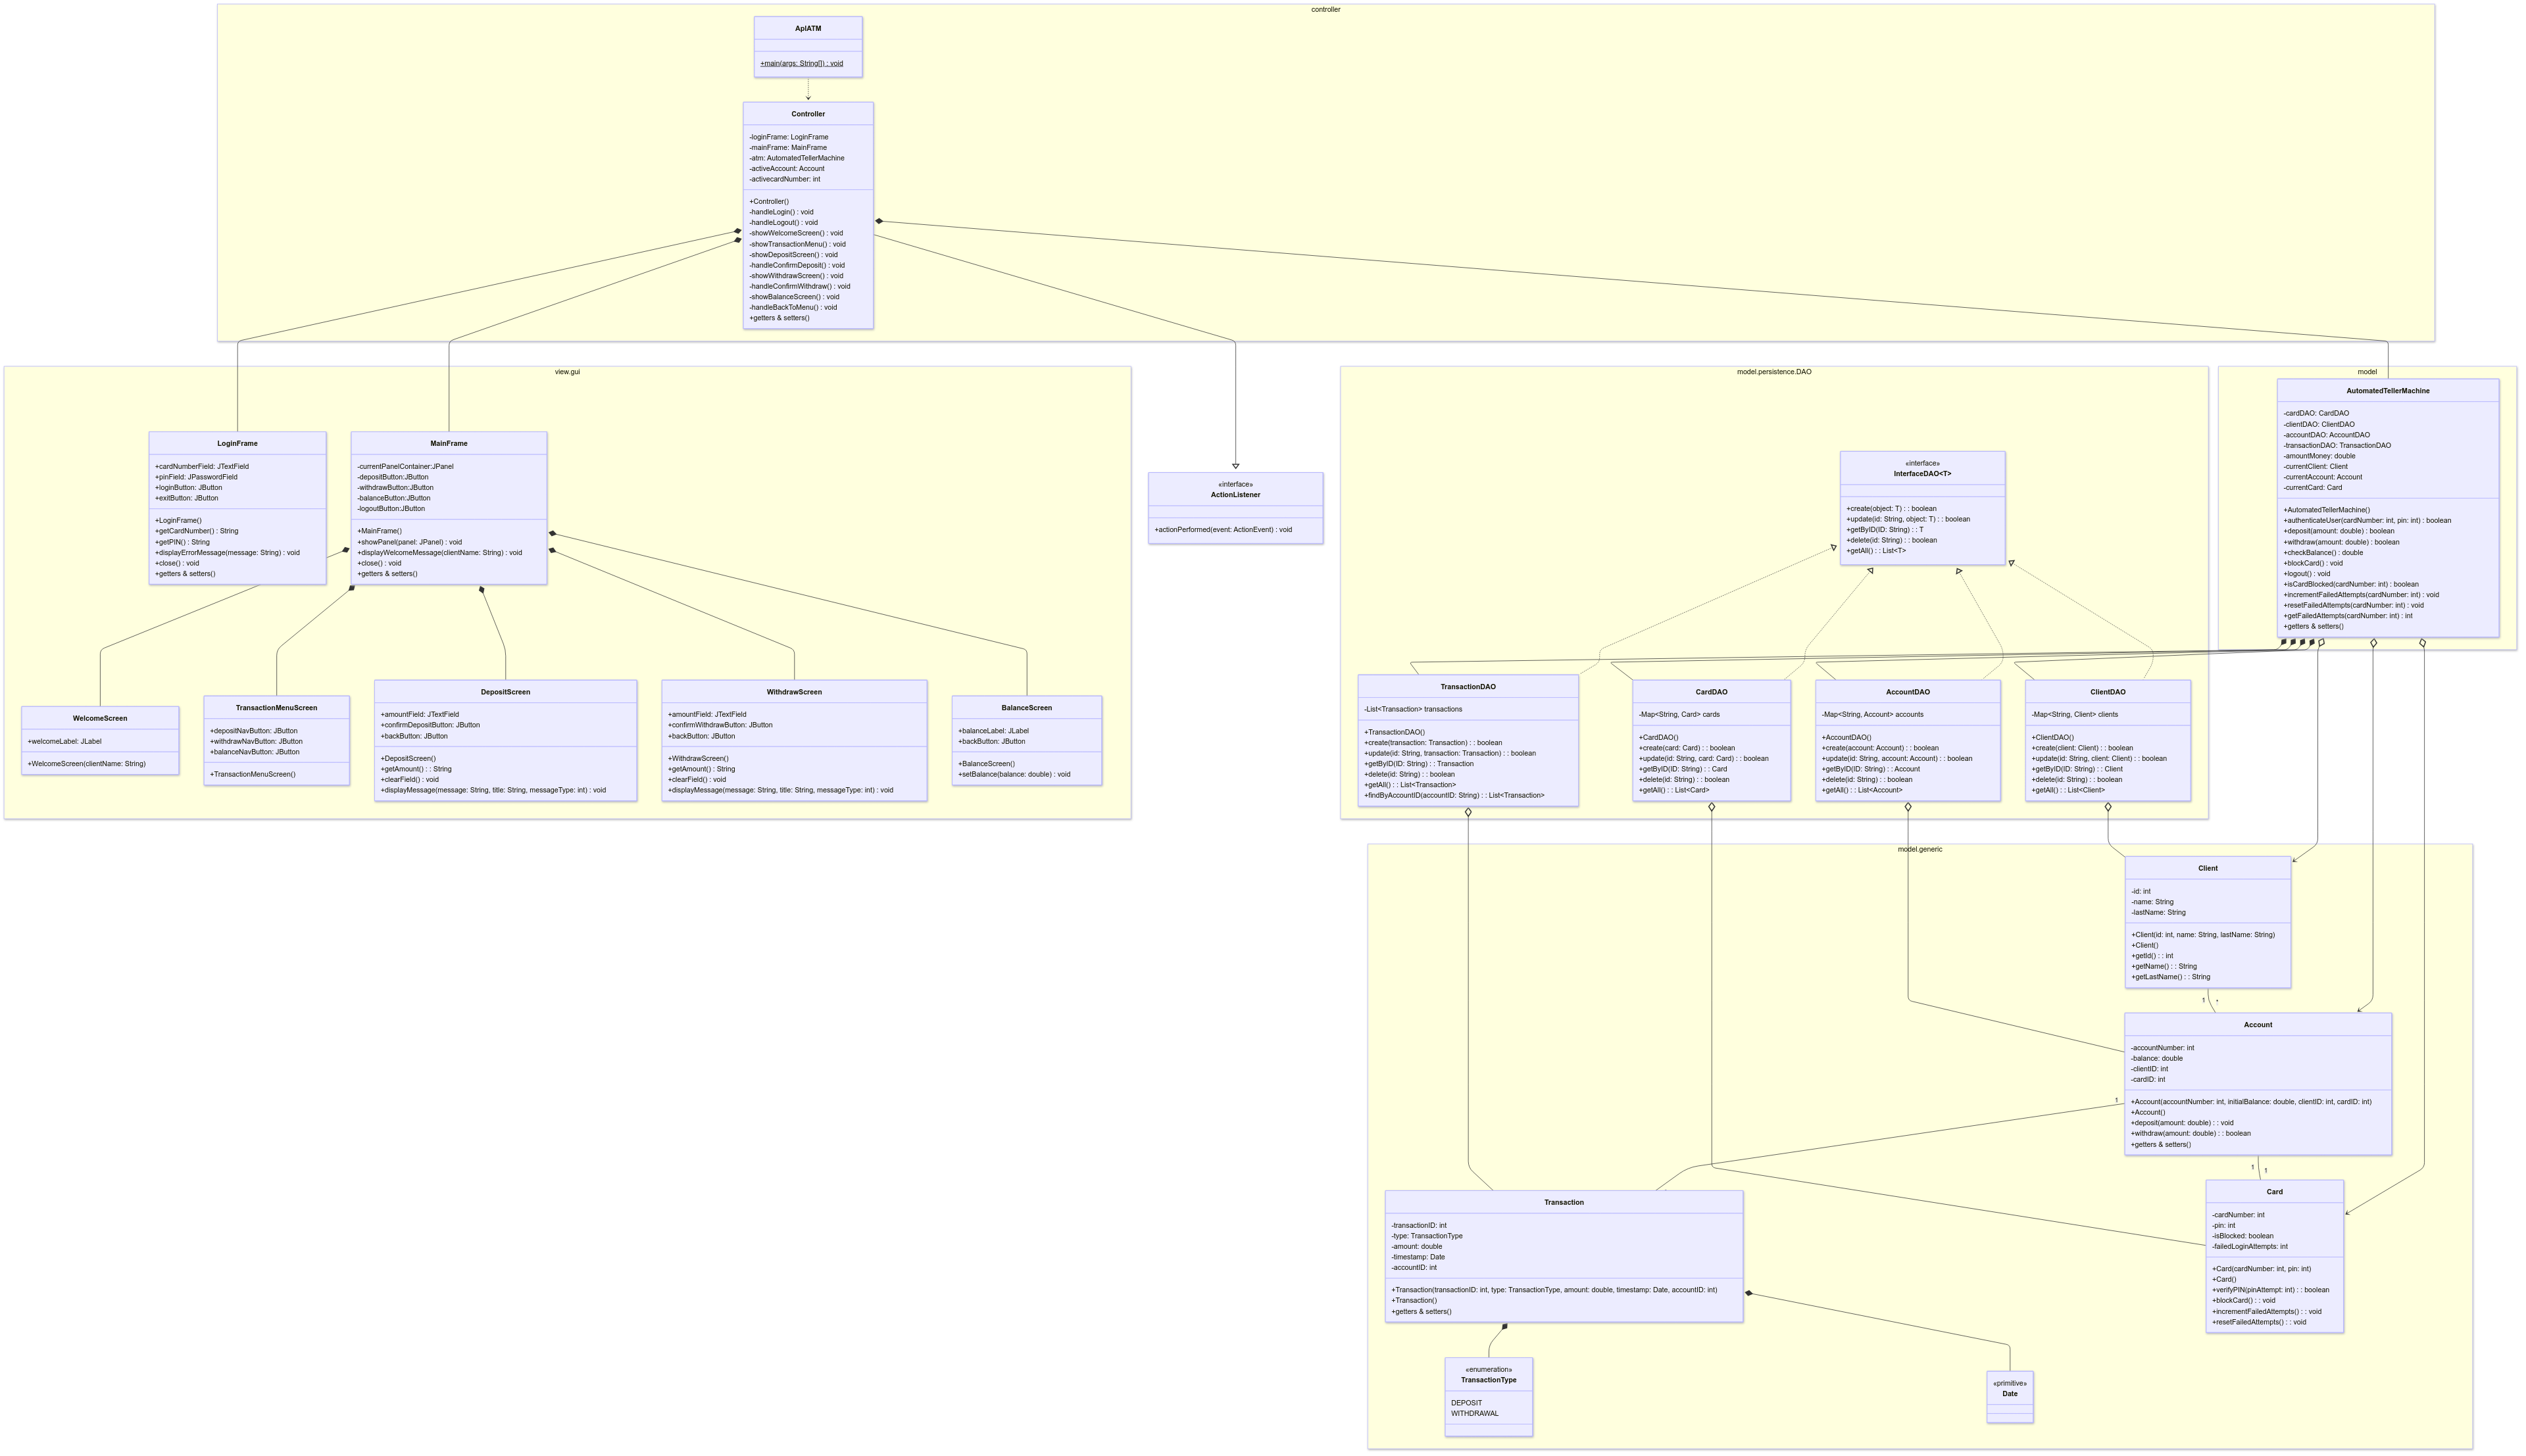 controller
AplATM
+main(args: String[]) : void
Controller
-loginFrame: LoginFrame
-mainFrame: MainFrame
-atm: AutomatedTellerMachine
-activeAccount: Account
-activecardNumber: int
+Controller()
-handleLogin() : void
-handleLogout() : void
-showWelcomeScreen() : void
-showTransactionMenu() : void
-showDepositScreen() : void
-handleConfirmDeposit() : void
-showWithdrawScreen() : void
-handleConfirmWithdraw() : void
-showBalanceScreen() : void
-handleBackToMenu() : void
+getters & setters()
view.gui
LoginFrame
+cardNumberField: JTextField
+pinField: JPasswordField
+loginButton: JButton
+exitButton: JButton
+LoginFrame()
+getCardNumber() : String
+getPIN() : String
+displayErrorMessage(message: String) : void
+close() : void
+getters & setters()
MainFrame
-currentPanelContainer:JPanel
-depositButton:JButton
-withdrawButton:JButton
-balanceButton:JButton
-logoutButton:JButton
+MainFrame()
+showPanel(panel: JPanel) : void
+displayWelcomeMessage(clientName: String) : void
+close() : void
+getters & setters()
WelcomeScreen
+welcomeLabel: JLabel
+WelcomeScreen(clientName: String)
TransactionMenuScreen
+depositNavButton: JButton
+withdrawNavButton: JButton
+balanceNavButton: JButton
+TransactionMenuScreen()
DepositScreen
+amountField: JTextField
+confirmDepositButton: JButton
+backButton: JButton
+DepositScreen()
+getAmount() : : String
+clearField() : void
+displayMessage(message: String, title: String, messageType: int) : void
WithdrawScreen
+amountField: JTextField
+confirmWithdrawButton: JButton
+backButton: JButton
+WithdrawScreen()
+getAmount() : String
+clearField() : void
+displayMessage(message: String, title: String, messageType: int) : void
BalanceScreen
+balanceLabel: JLabel
+backButton: JButton
+BalanceScreen()
+setBalance(balance: double) : void
«interface»
ActionListener
+actionPerformed(event: ActionEvent) : void
model.persistence.DAO
«interface»
InterfaceDAO<T>
+create(object: T) : : boolean
+update(id: String, object: T) : : boolean
+getByID(ID: String) : : T
+delete(id: String) : : boolean
+getAll() : : List<T>
TransactionDAO
-List<Transaction> transactions
+TransactionDAO()
+create(transaction: Transaction) : : boolean
+update(id: String, transaction: Transaction) : : boolean
+getByID(ID: String) : : Transaction
+delete(id: String) : : boolean
+getAll() : : List<Transaction>
+findByAccountID(accountID: String) : : List<Transaction>
CardDAO
-Map<String, Card> cards
+CardDAO()
+create(card: Card) : : boolean
+update(id: String, card: Card) : : boolean
+getByID(ID: String) : : Card
+delete(id: String) : : boolean
+getAll() : : List<Card>
AccountDAO
-Map<String, Account> accounts
+AccountDAO()
+create(account: Account) : : boolean
+update(id: String, account: Account) : : boolean
+getByID(ID: String) : : Account
+delete(id: String) : : boolean
+getAll() : : List<Account>
ClientDAO
-Map<String, Client> clients
+ClientDAO()
+create(client: Client) : : boolean
+update(id: String, client: Client) : : boolean
+getByID(ID: String) : : Client
+delete(id: String) : : boolean
+getAll() : : List<Client>
model
AutomatedTellerMachine
-cardDAO: CardDAO
-clientDAO: ClientDAO
-accountDAO: AccountDAO
-transactionDAO: TransactionDAO
-amountMoney: double
-currentClient: Client
-currentAccount: Account
-currentCard: Card
+AutomatedTellerMachine()
+authenticateUser(cardNumber: int, pin: int) : boolean
+deposit(amount: double) : boolean
+withdraw(amount: double) : boolean
+checkBalance() : double
+blockCard() : void
+logout() : void
+isCardBlocked(cardNumber: int) : boolean
+incrementFailedAttempts(cardNumber: int) : void
+resetFailedAttempts(cardNumber: int) : void
+getFailedAttempts(cardNumber: int) : int
+getters & setters()
model.generic
Client
-id: int
-name: String
-lastName: String
+Client(id: int, name: String, lastName: String)
+Client()
+getId() : : int
+getName() : : String
+getLastName() : : String
1 *
Account
-accountNumber: int
-balance: double
-clientID: int
-cardID: int
+Account(accountNumber: int, initialBalance: double, clientID: int, cardID: int)
+Account()
+deposit(amount: double) : : void
+withdraw(amount: double) : : boolean
+getters & setters()
1
1 1
Transaction
-transactionID: int
-type: TransactionType
-amount: double
-timestamp: Date
-accountID: int
+Transaction(transactionID: int, type: TransactionType, amount: double, timestamp: Date, accountID: int)
+Transaction()
+getters & setters()
Card
-cardNumber: int
-pin: int
-isBlocked: boolean
-failedLoginAttempts: int
+Card(cardNumber: int, pin: int)
+Card()
+verifyPIN(pinAttempt: int) : : boolean
+blockCard() : : void
+incrementFailedAttempts() : : void
+resetFailedAttempts() : : void
«enumeration»
TransactionType
DEPOSIT
WITHDRAWAL
«primitive»
Date